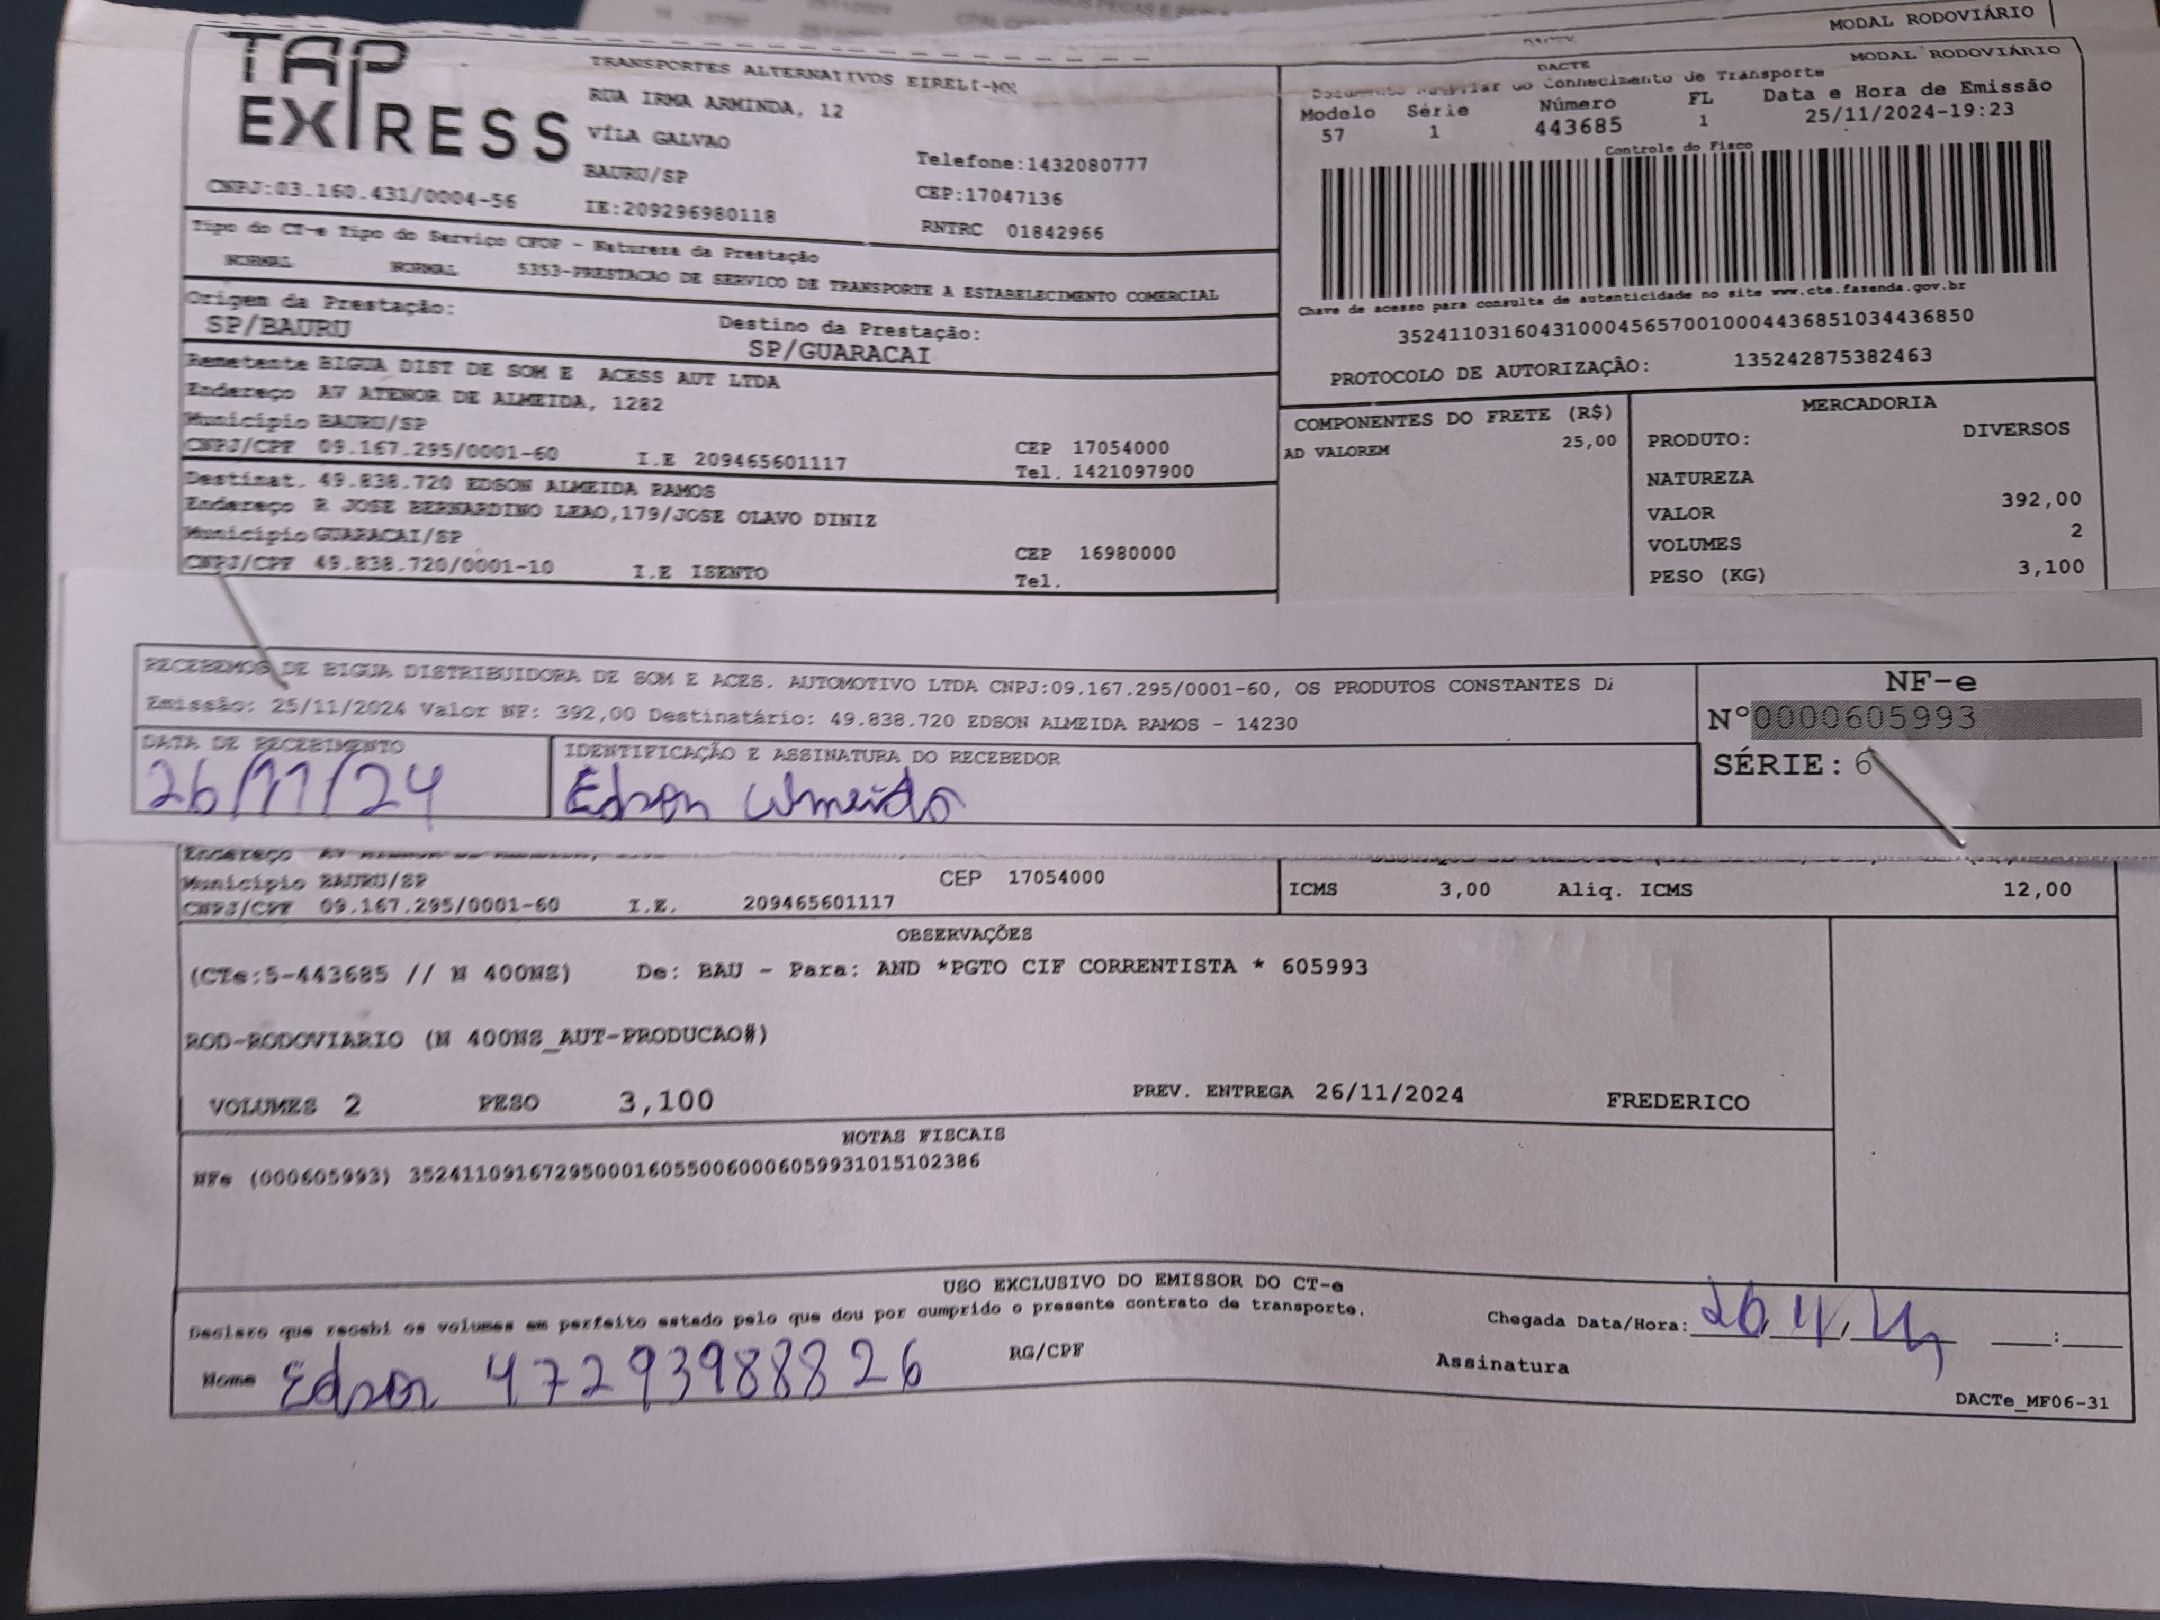 MODAL RODOVIÁRIO
TAP
EXPRESS
CNPJ:03.160.431/0004-56
TRANSPORTES ALTERNATIVOS EIRELI-MX
RUA IRMA ARMINDA, 12
VILA GALVAO
BAURU/SP
IE:209296980118
Telefone:1432080777
CEP:17047136
RNTRC 01842966
MODAL RODOVIÁRIO
DACTE
Documento Auxiliar do Conhecimento de Transporte
Modelo Série Número FL Data e Hora de Emissão
57 1 443685 1 25/11/2024-19:23
Controle do Fisco
Chave de acesso para consulta de autenticidade no site www.cte.fazenda.gov.br
35241103160431000456570010004436851034436850
PROTOCOLO DE AUTORIZAÇÃO: 135242875382463
Tipo do CT-e Tipo do Serviço CFOP - Natureza da Prestação
NORMAL NORMAL 5353-PRESTACAO DE SERVICO DE TRANSPORTE A ESTABELECIMENTO COMERCIAL
Origem da Prestação: Destino da Prestação:
SP/BAURU SP/GUARACAI
Remetente BIGUA DIST DE SOM E ACESS AUT LTDA
Endereço AV ATENOR DE ALMEIDA, 1282
Município BAURU/SP CEP 17054000
CNPJ/CPF 09.167.295/0001-60 I.E 209465601117 Tel. 1421097900
Destinat. 49.838.720 EDSON ALMEIDA RAMOS
Endereço R JOSE BERNARDINO LEAO,179/JOSE OLAVO DINIZ
Município GUARACAI/SP CEP 16980000
CNPJ/CPF 49.838.720/0001-10 I.E ISENTO Tel.
COMPONENTES DO FRETE (R$)
AD VALOREM 25,00
MERCADORIA
PRODUTO: DIVERSOS
NATUREZA
VALOR 392,00
VOLUMES 2
PESO (KG) 3,100
RECEBEMOS DE BIGUA DISTRIBUIDORA DE SOM E ACES. AUTOMOTIVO LTDA CNPJ:09.167.295/0001-60, OS PRODUTOS CONSTANTES DA
Emissão: 25/11/2024 Valor NF: 392,00 Destinatário: 49.838.720 EDSON ALMEIDA RAMOS - 14230
DATA DE RECEBIMENTO IDENTIFICAÇÃO E ASSINATURA DO RECEBEDOR
26/11/24 Edson Almeida
NF-e
Nº0000605993
SÉRIE: 6
Endereço
Município BAURU/SP CEP 17054000
CNPJ/CPF 09.167.295/0001-60 I.E. 209465601117
ICMS 3,00 Aliq. ICMS 12,00
OBSERVAÇÕES
(CTe:5-443685 // N 400NS) De: BAU - Para: AND *PGTO CIF CORRENTISTA * 605993
ROD-RODOVIARIO (N 400NS_AUT-PRODUCAO#)
VOLUMES 2 PESO 3,100 PREV. ENTREGA 26/11/2024 FREDERICO
NOTAS FISCAIS
NFe (000605993) 35241109167295000160550060006059931015102386
USO EXCLUSIVO DO EMISSOR DO CT-e
Declaro que recebi os volumes em perfeito estado pelo que dou por cumprido o presente contrato de transporte.
Chegada Data/Hora: 26,11,24 :
Nome Edson 47293988826 RG/CPF Assinatura
DACTe_MF06-31